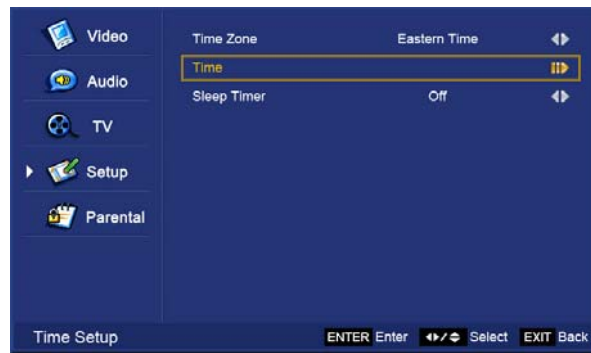 Video
Audio
TV
Setup
Parental
Time Zone Eastern Time
Time
Sleep Timer Off
Time Setup ENTER Enter / Select EXIT Back